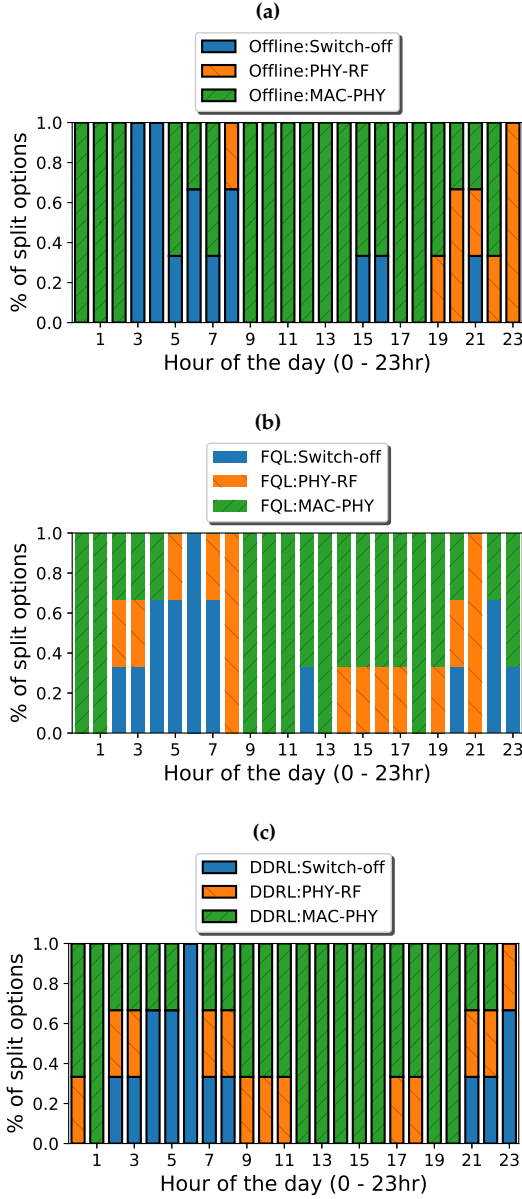 (a)
Offline:Switch-off
Offline:PHY-RF
Offline:MAC-PHY
% of split options
1.0
0.8
0.6
0.4
0.2
0.0
1 3 5 7 9 11 13 15 17 19 21 23
Hour of the day (0 - 23hr)
(b)
FQL:Switch-off
FQL:PHY-RF
FQL:MAC-PHY
% of split options
1.0
0.8
0.6
0.4
0.2
0.0
1 3 5 7 9 11 13 15 17 19 21 23
Hour of the day (0 - 23hr)
(c)
DDRL:Switch-off
DDRL:PHY-RF
DDRL:MAC-PHY
% of split options
1.0
0.8
0.6
0.4
0.2
0.0
1 3 5 7 9 11 13 15 17 19 21 23
Hour of the day (0 - 23hr)